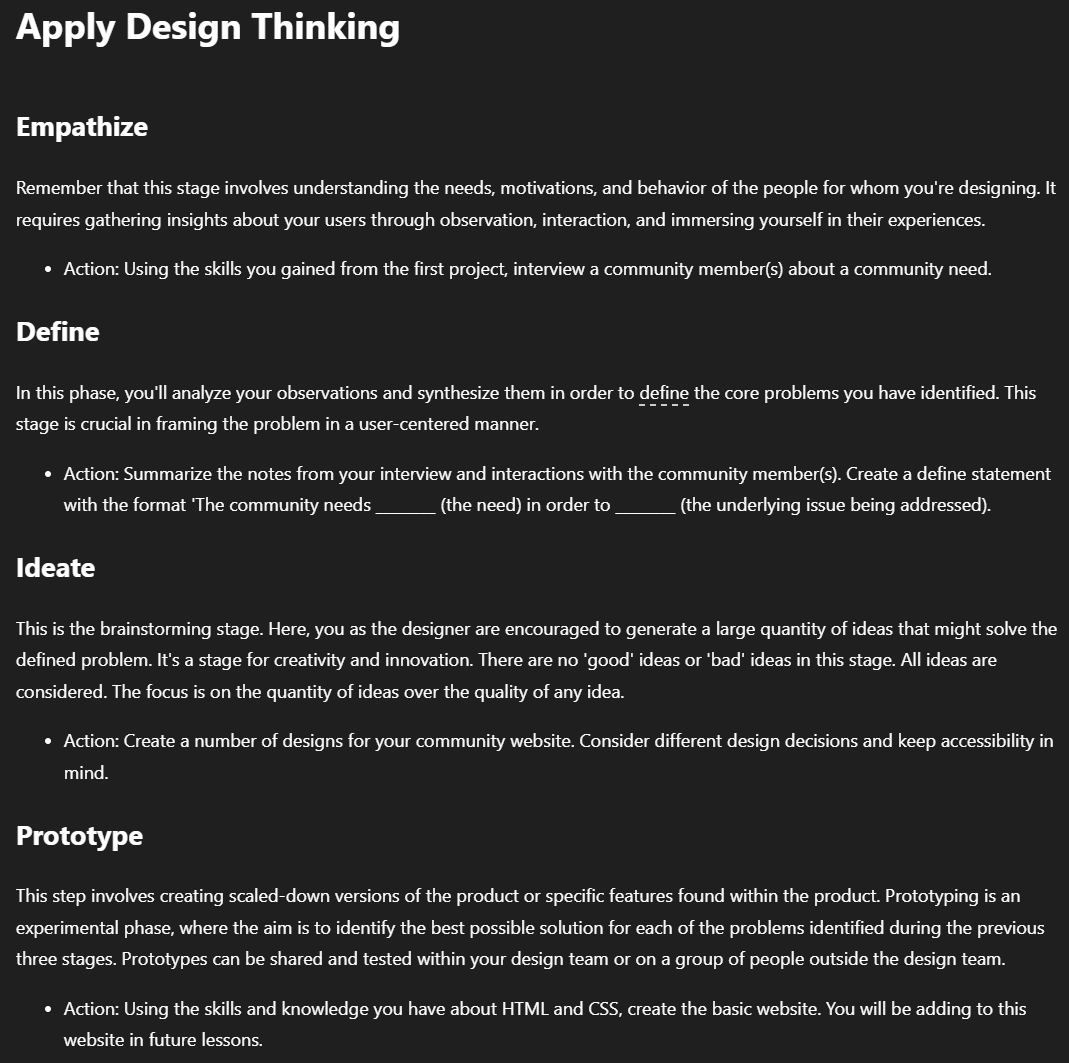 Apply Design Thinking
Empathize
Remember that this stage involves understanding the needs, motivations, and behavior of the people for whom you're designing. It
requires gathering insights about your users through observation, interaction, and immersing yourself in their experiences.
• Action: Using the skills you gained from the first project, interview a community member(s) about a community need.
Define
In this phase, you'll analyze your observations and synthesize them in order to define the core problems you have identified. This
stage is crucial in framing the problem in a user-centered manner.
• Action: Summarize the notes from your interview and interactions with the community member(s). Create a define statement
with the format 'The community needs _______ (the need) in order to _______ (the underlying issue being addressed).
Ideate
This is the brainstorming stage. Here, you as the designer are encouraged to generate a large quantity of ideas that might solve the
defined problem. It's a stage for creativity and innovation. There are no 'good' ideas or 'bad' ideas in this stage. All ideas are
considered. The focus is on the quantity of ideas over the quality of any idea.
• Action: Create a number of designs for your community website. Consider different design decisions and keep accessibility in
mind.
Prototype
This step involves creating scaled-down versions of the product or specific features found within the product. Prototyping is an
experimental phase, where the aim is to identify the best possible solution for each of the problems identified during the previous
three stages. Prototypes can be shared and tested within your design team or on a group of people outside the design team.
• Action: Using the skills and knowledge you have about HTML and CSS, create the basic website. You will be adding to this
website in future lessons.